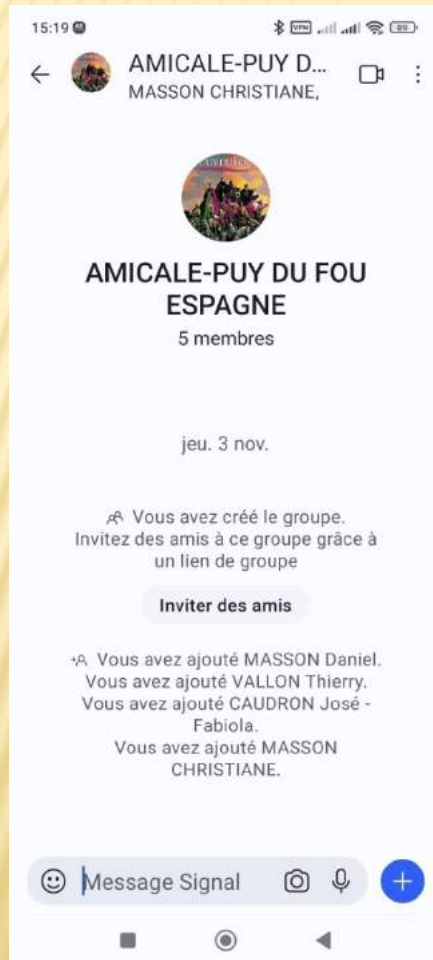 15:19
VPN
80
AMICALE-PUY D...
MASSON CHRISTIANE,
AMICALE-PUY DU FOU
ESPAGNE
5 membres
jeu. 3 nov.
Vous avez créé le groupe.
Invitez des amis à ce groupe grâce à
un lien de groupe
Inviter des amis
Vous avez ajouté MASSON Daniel.
Vous avez ajouté VALLON Thierry.
Vous avez ajouté CAUDRON José -
Fabiola.
Vous avez ajouté MASSON
CHRISTIANE.
Message Signal